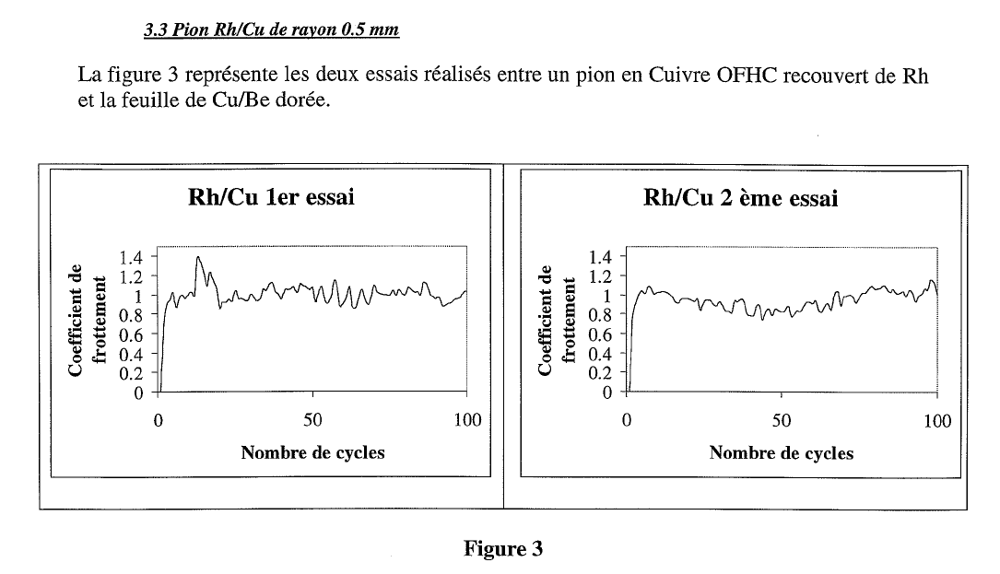 3.3 Pion Rh/Cu de rayon 0.5 mm
La figure 3 représente les deux essais réalisés entre un pion en Cuivre OFHC recouvert de Rh
et la feuille de Cu/Be dorée.
Rh/Cu 1er essai
Coefficient de
frottement
1.4
1.2
1
0.8
0.6
0.4
0.2
0
0 50 100
Nombre de cycles
Rh/Cu 2 ème essai
Coefficient de
frottement
1.4
1.2
1
0.8
0.6
0.4
0.2
0
0 50 100
Nombre de cycles
Figure 3